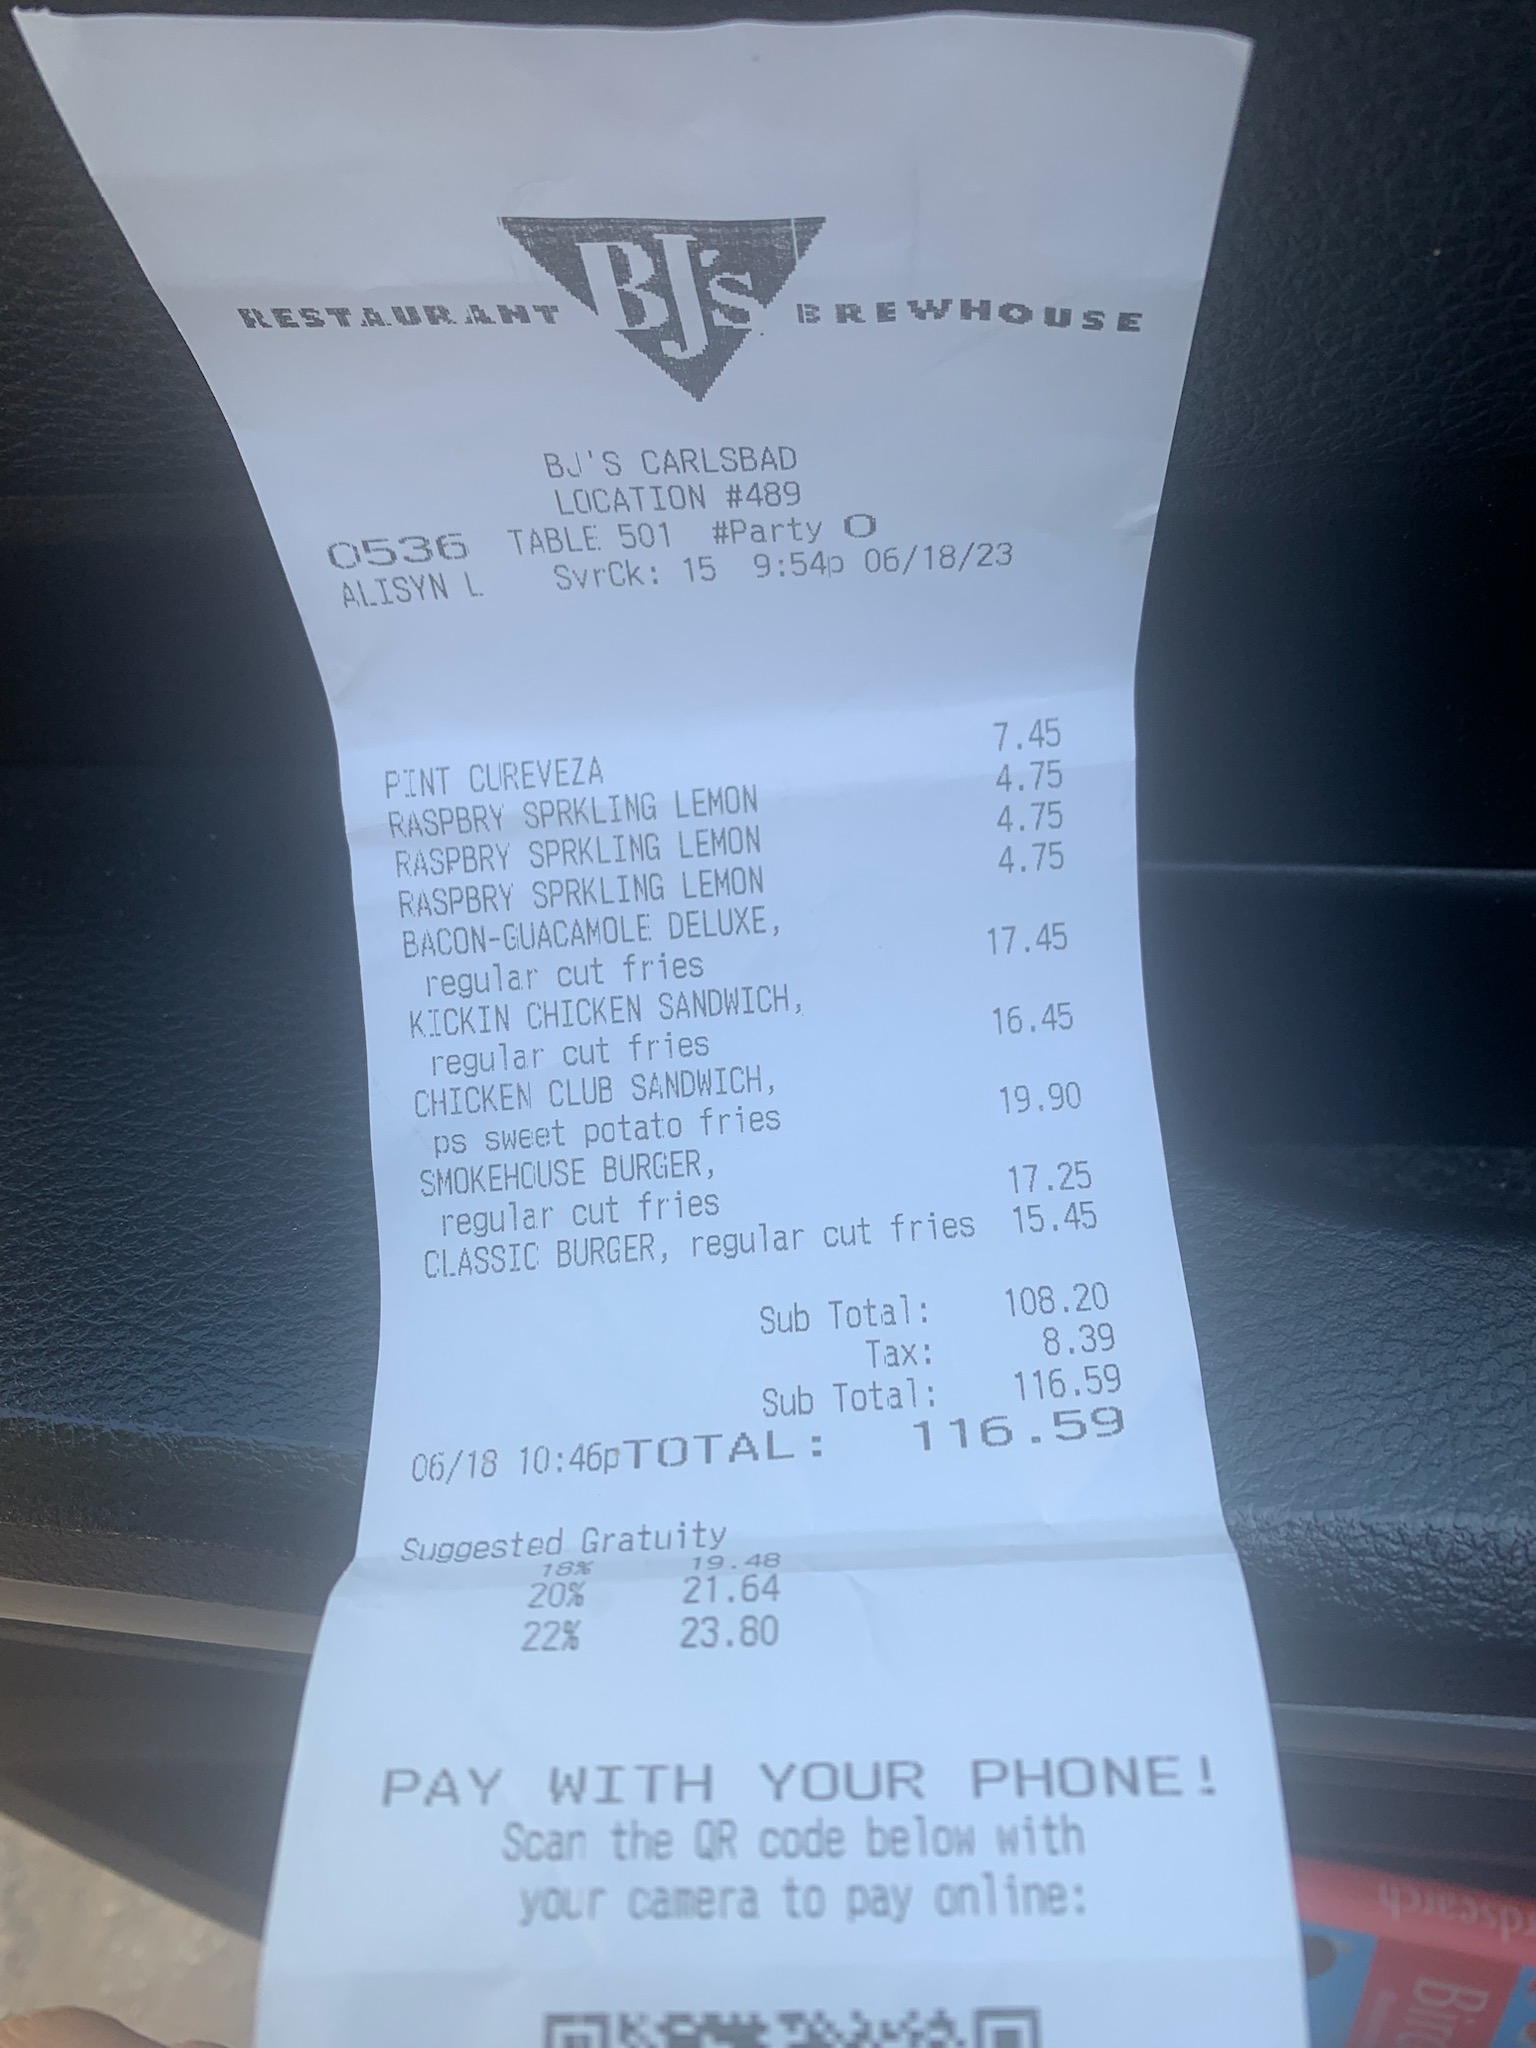 RESTAURANT BJ's BREWHOUSE
BJ'S CARLSBAD
LOCATION #489
0536 TABLE 501 #Party 0
ALISYN L SvrCk: 15 9:54p 06/18/23
PINT CUREVEZA 7.45
RASPBRY SPRKLING LEMON 4.75
RASPBRY SPRKLING LEMON 4.75
RASPBRY SPRKLING LEMON 4.75
BACON-GUACAMOLE DELUXE,
regular cut fries 17.45
KICKIN CHICKEN SANDWICH,
regular cut fries 16.45
CHICKEN CLUB SANDWICH,
ps sweet potato fries 19.90
SMOKEHOUSE BURGER,
regular cut fries 17.25
CLASSIC BURGER, regular cut fries 15.45
Sub Total: 108.20
Tax: 8.39
Sub Total: 116.59
06/18 10:46pTOTAL: 116.59
Suggested Gratuity
18% 19.48
20% 21.64
22% 23.80
PAY WITH YOUR PHONE!
Scan the QR code below with
your camera to pay online: